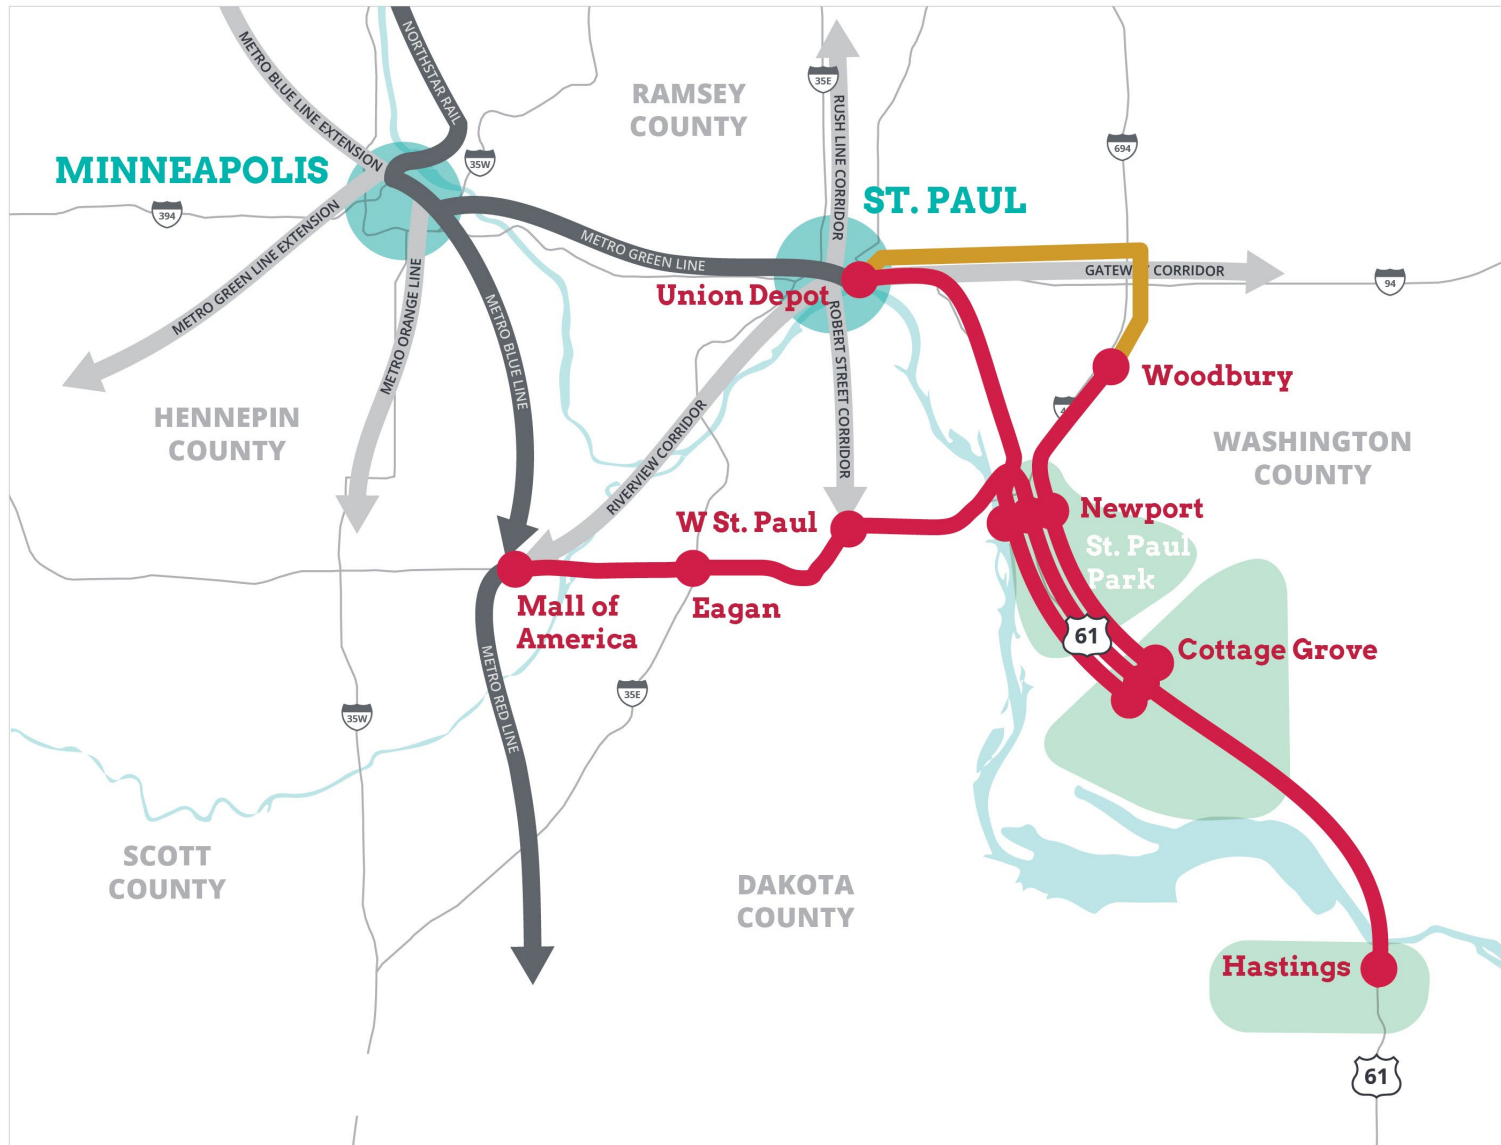 METRO BLUE LINE EXTENSION
NORTHSTAR RAIL
35E
RAMSEY
COUNTY
RUSH LINE CORRIDOR
694
35W
MINNEAPOLIS
394
ST. PAUL
METRO GREEN LINE EXTENSION
METRO GREEN LINE
METRO ORANGE LINE
GATEWAY CORRIDOR
94
Union Depot
METRO BLUE LINE
ROBERT STREET CORRIDOR
Woodbury
HENNEPIN
COUNTY
RIVERVIEW CORRIDOR
WASHINGTON
COUNTY
W St. Paul
Newport
St. Paul
Park
Mall of
America
Eagan
61
Cottage Grove
METRO RED LINE
35E
35W
SCOTT
COUNTY
DAKOTA
COUNTY
Hastings
61